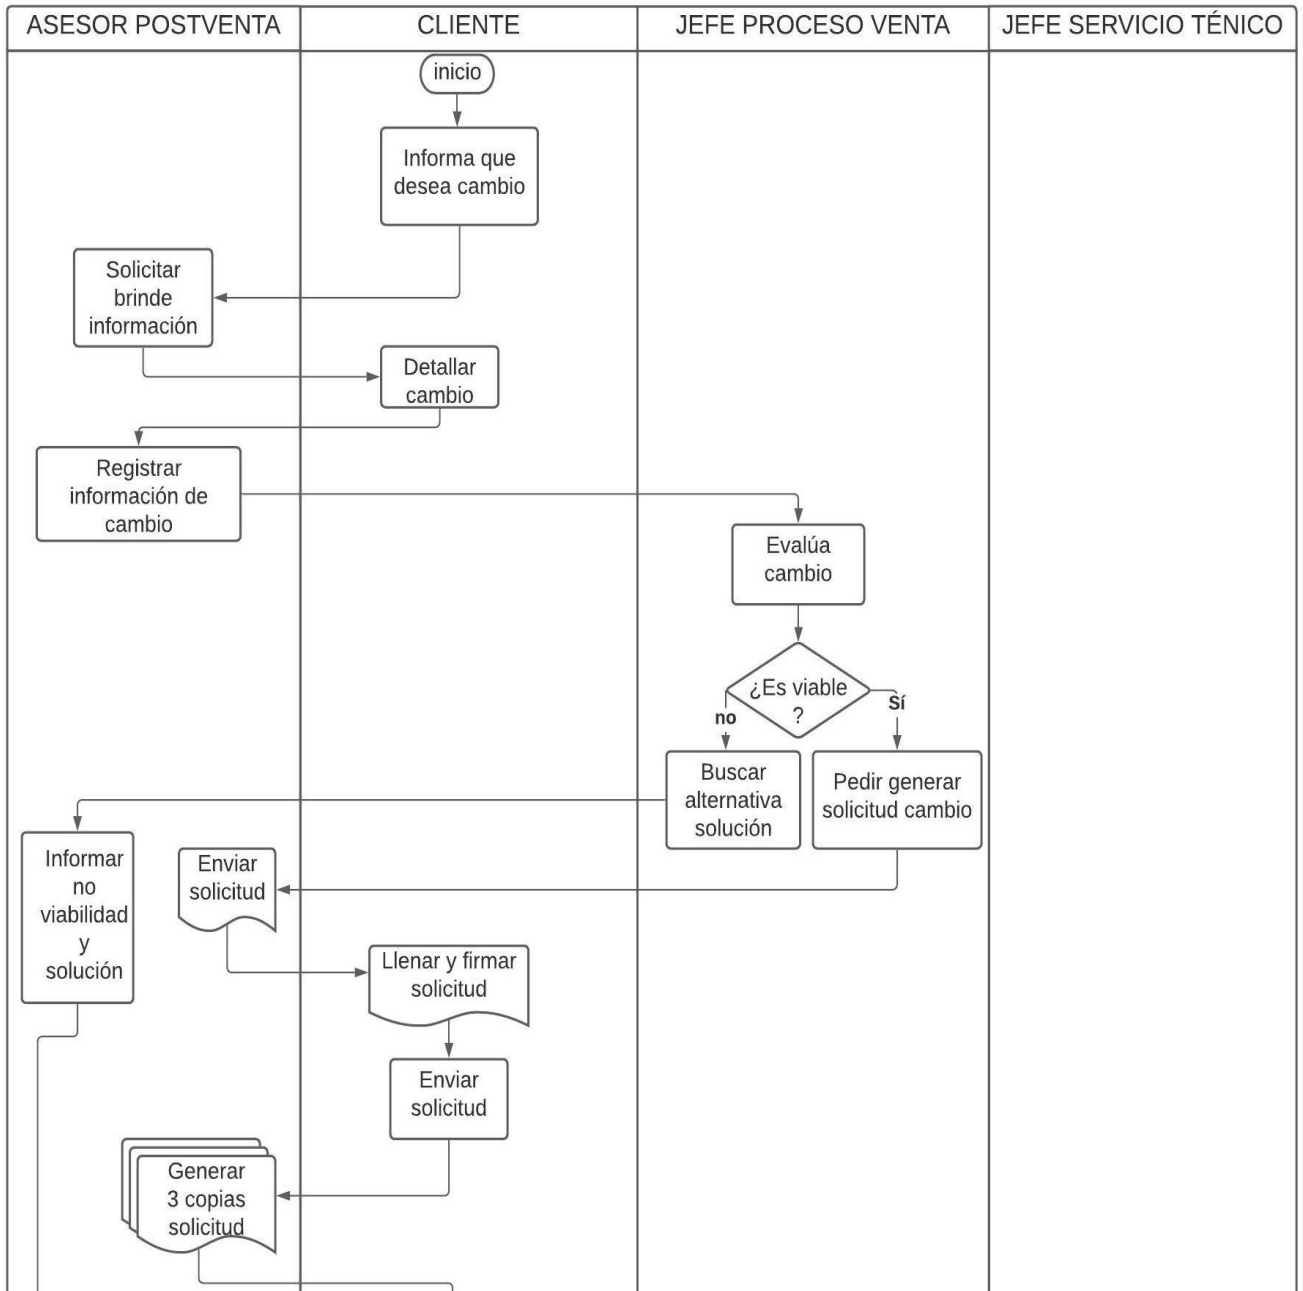 ASESOR POSTVENTA
CLIENTE
JEFE PROCESO VENTA
JEFE SERVICIO TÉNICO
inicio
Informa que
desea cambio
Solicitar
brinde
información
Detallar
cambio
Registrar
información de
cambio
Evalúa
cambio
¿Es viable
?
no
Sí
Buscar
alternativa
solución
Pedir generar
solicitud cambio
Informar
no
viabilidad
y
solución
Enviar
solicitud
Llenar y firmar
solicitud
Enviar
solicitud
Generar
3 copias
solicitud